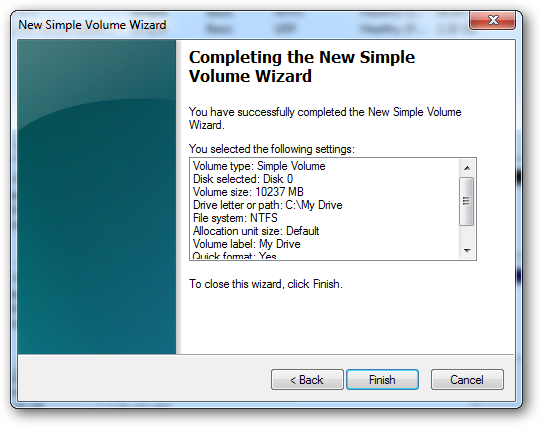 New Simple Volume Wizard
Completing the New Simple
Volume Wizard
You have successfully completed the New Simple Volume
Wizard.
You selected the following settings:
Volume type: Simple Volume
Disk selected: Disk 0
Volume size: 10237 MB
Drive letter or path: C:\My Drive
File system: NTFS
Allocation unit size: Default
Volume label: My Drive
Quick format: Yes
To close this wizard, click Finish.
< Back
Finish
Cancel